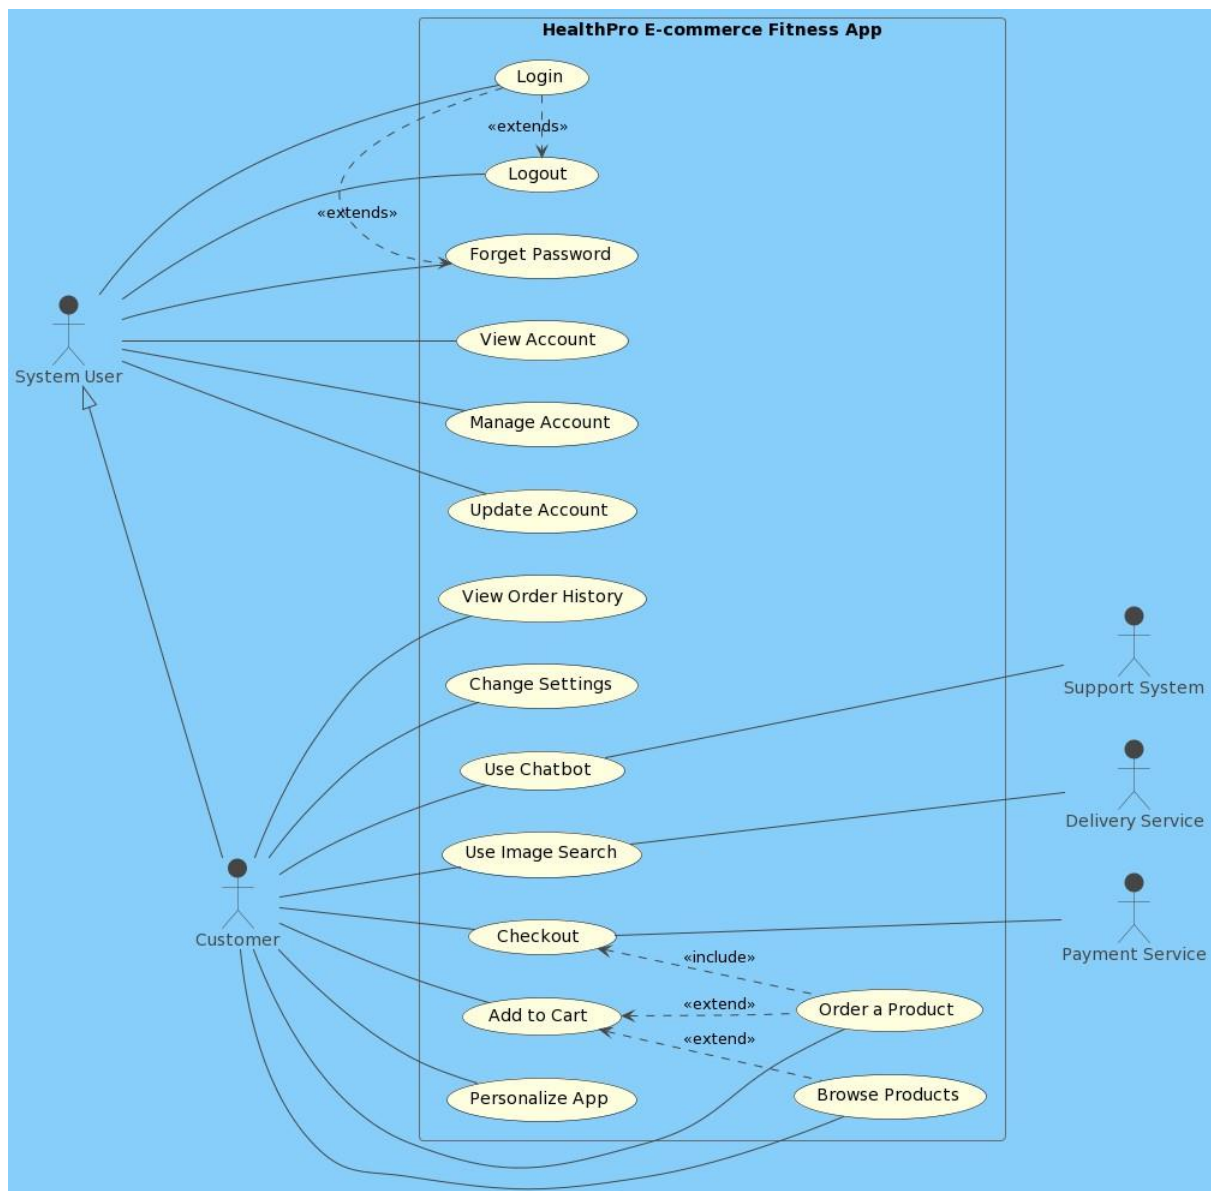 HealthPro E-commerce Fitness App
Login
«extends»
Logout
«extends»
Forget Password
System User
View Account
Manage Account
Update Account
View Order History
Change Settings
Support System
Use Chatbot
Delivery Service
Use Image Search
Customer
Checkout
Payment Service
«include»
«extend»
Order a Product
Add to Cart
«extend»
Browse Products
Personalize App